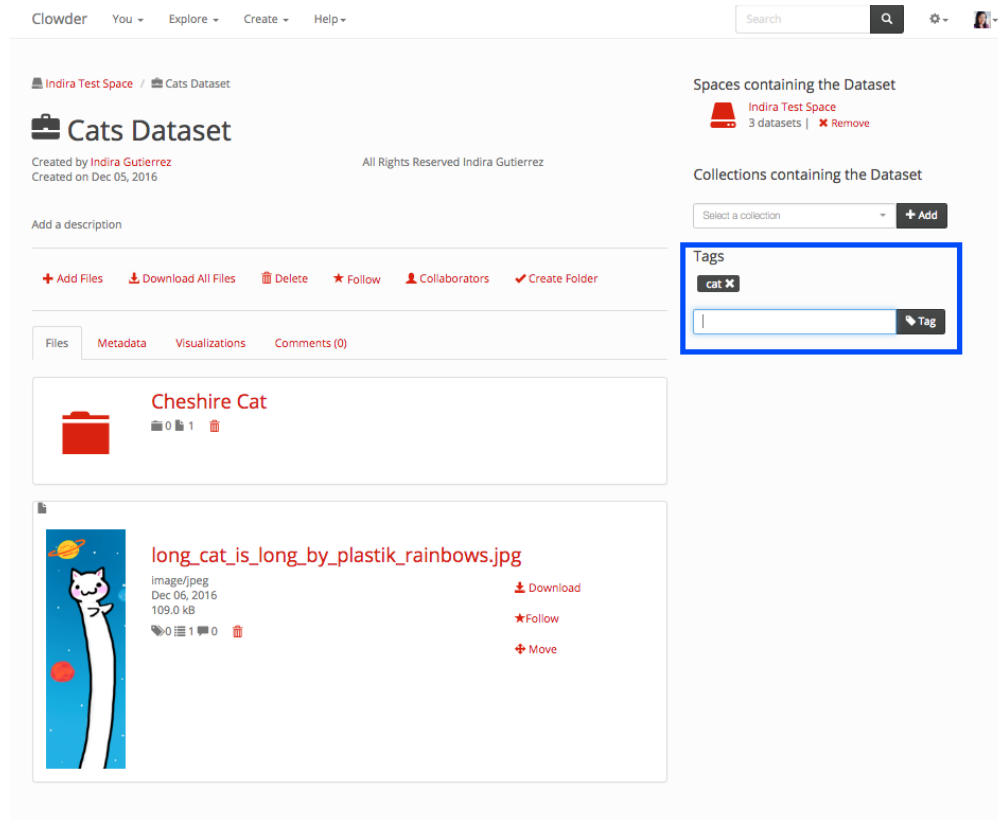 Clowder You Explore Create Help Search
Indira Test Space / Cats Dataset
Cats Dataset
Created by Indira Gutierrez All Rights Reserved Indira Gutierrez
Created on Dec 05, 2016
Add a description
Add Files Download All Files Delete Follow Collaborators Create Folder
Files Metadata Visualizations Comments (0)
Cheshire Cat
0 1
long_cat_is_long_by_plastik_rainbows.jpg
image/jpeg
Dec 06, 2016
109.0 kB
0 1 0
Download
Follow
Move
Spaces containing the Dataset
Indira Test Space
3 datasets | Remove
Collections containing the Dataset
Select a collection Add
Tags
cat
Tag